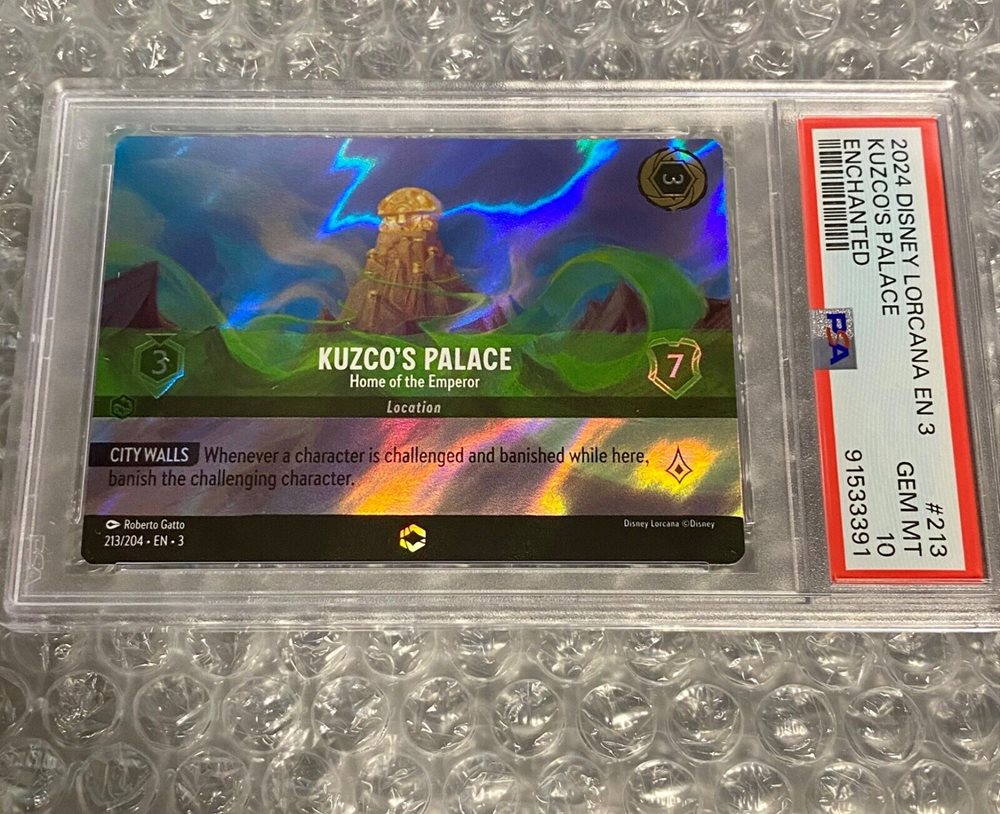 3
3
KUZCO'S PALACE
7
Home of the Emperor
Location
CITY WALLS Whenever a character is challenged and banished while here,
banish the challenging character.
Roberto Gatto
Disney Lorcana ©Disney
213/204 • EN • 3
2024 DISNEY LORCANA EN 3 #213
KUZCO'S PALACE GEM MT
ENCHANTED 10
PSA 91533391